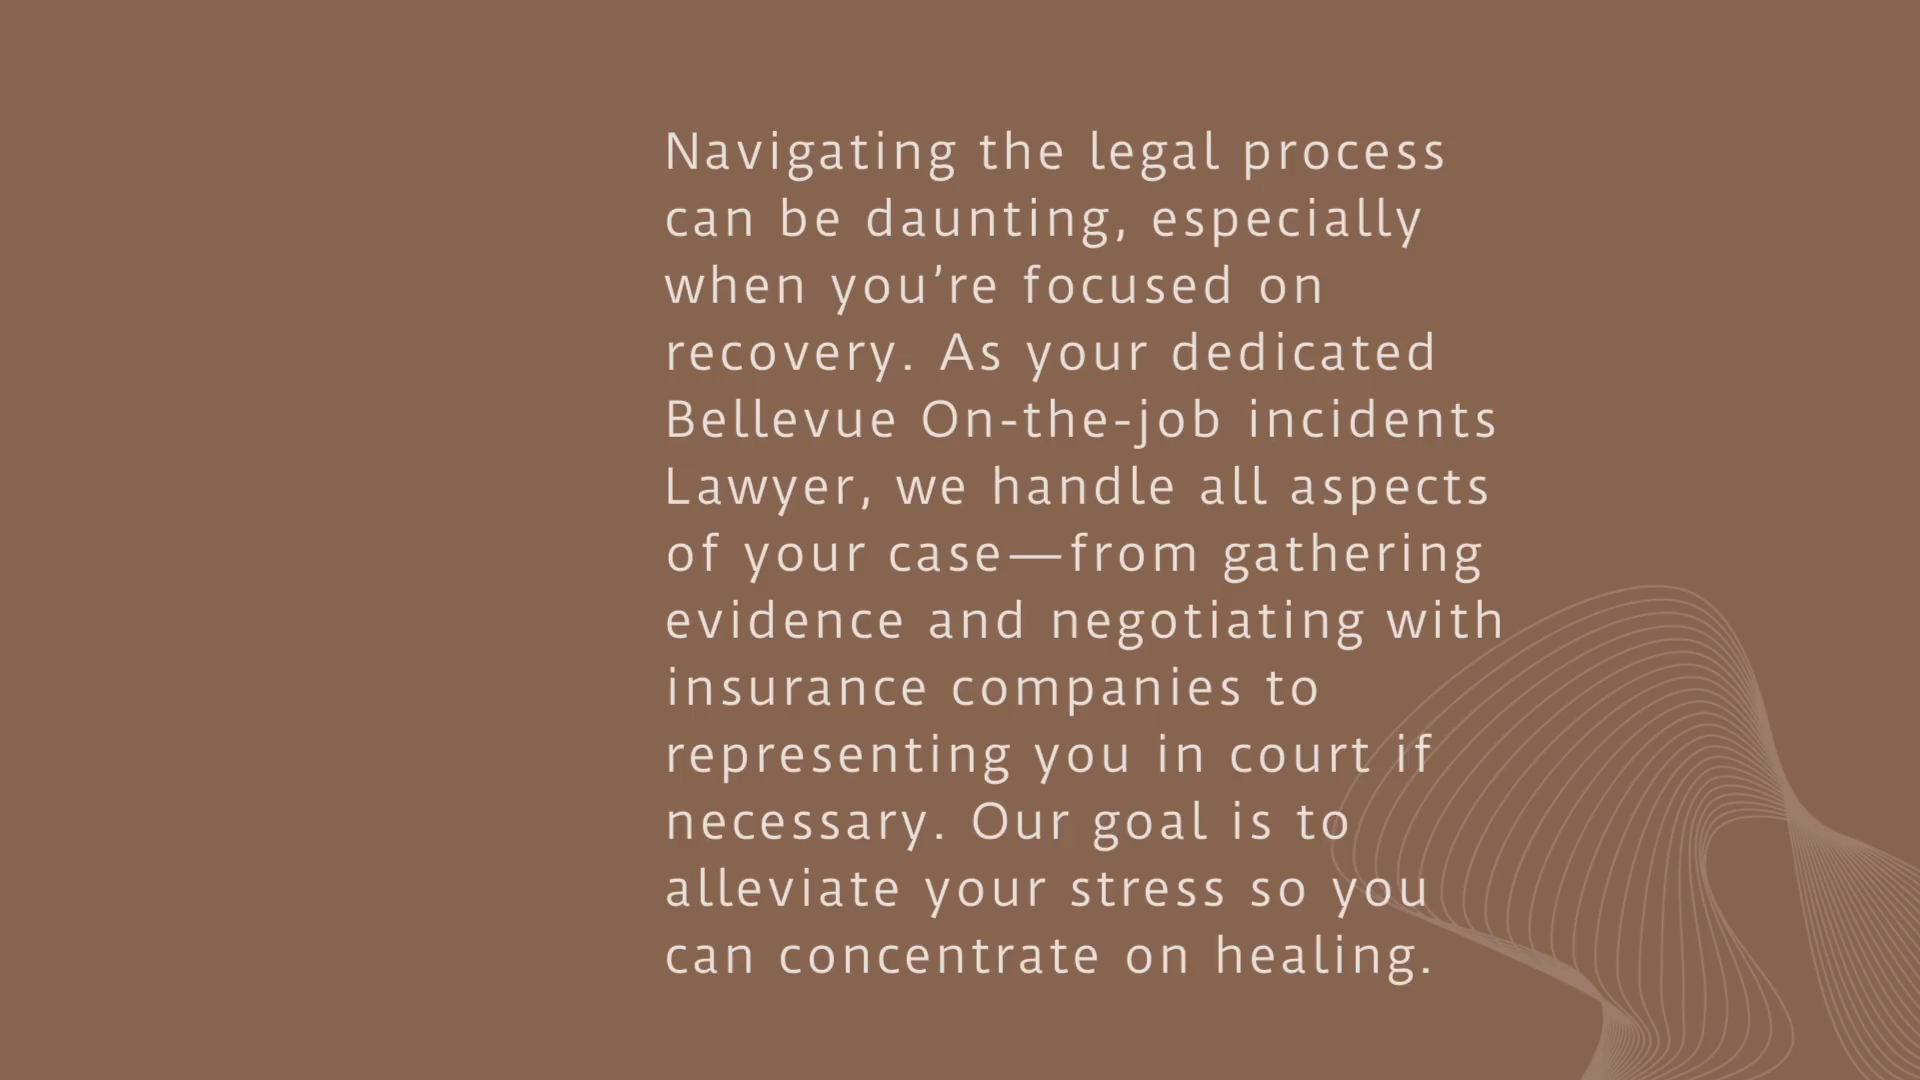 Navigating the legal process
can be daunting, especially
when you’re focused on
recovery. As your dedicated
Bellevue On-the-job incidents
Lawyer, we handle all aspects
of your case—from gathering
evidence and negotiating with
insurance companies to
representing you in court if
necessary. Our goal is to
alleviate your stress so you
can concentrate on healing.